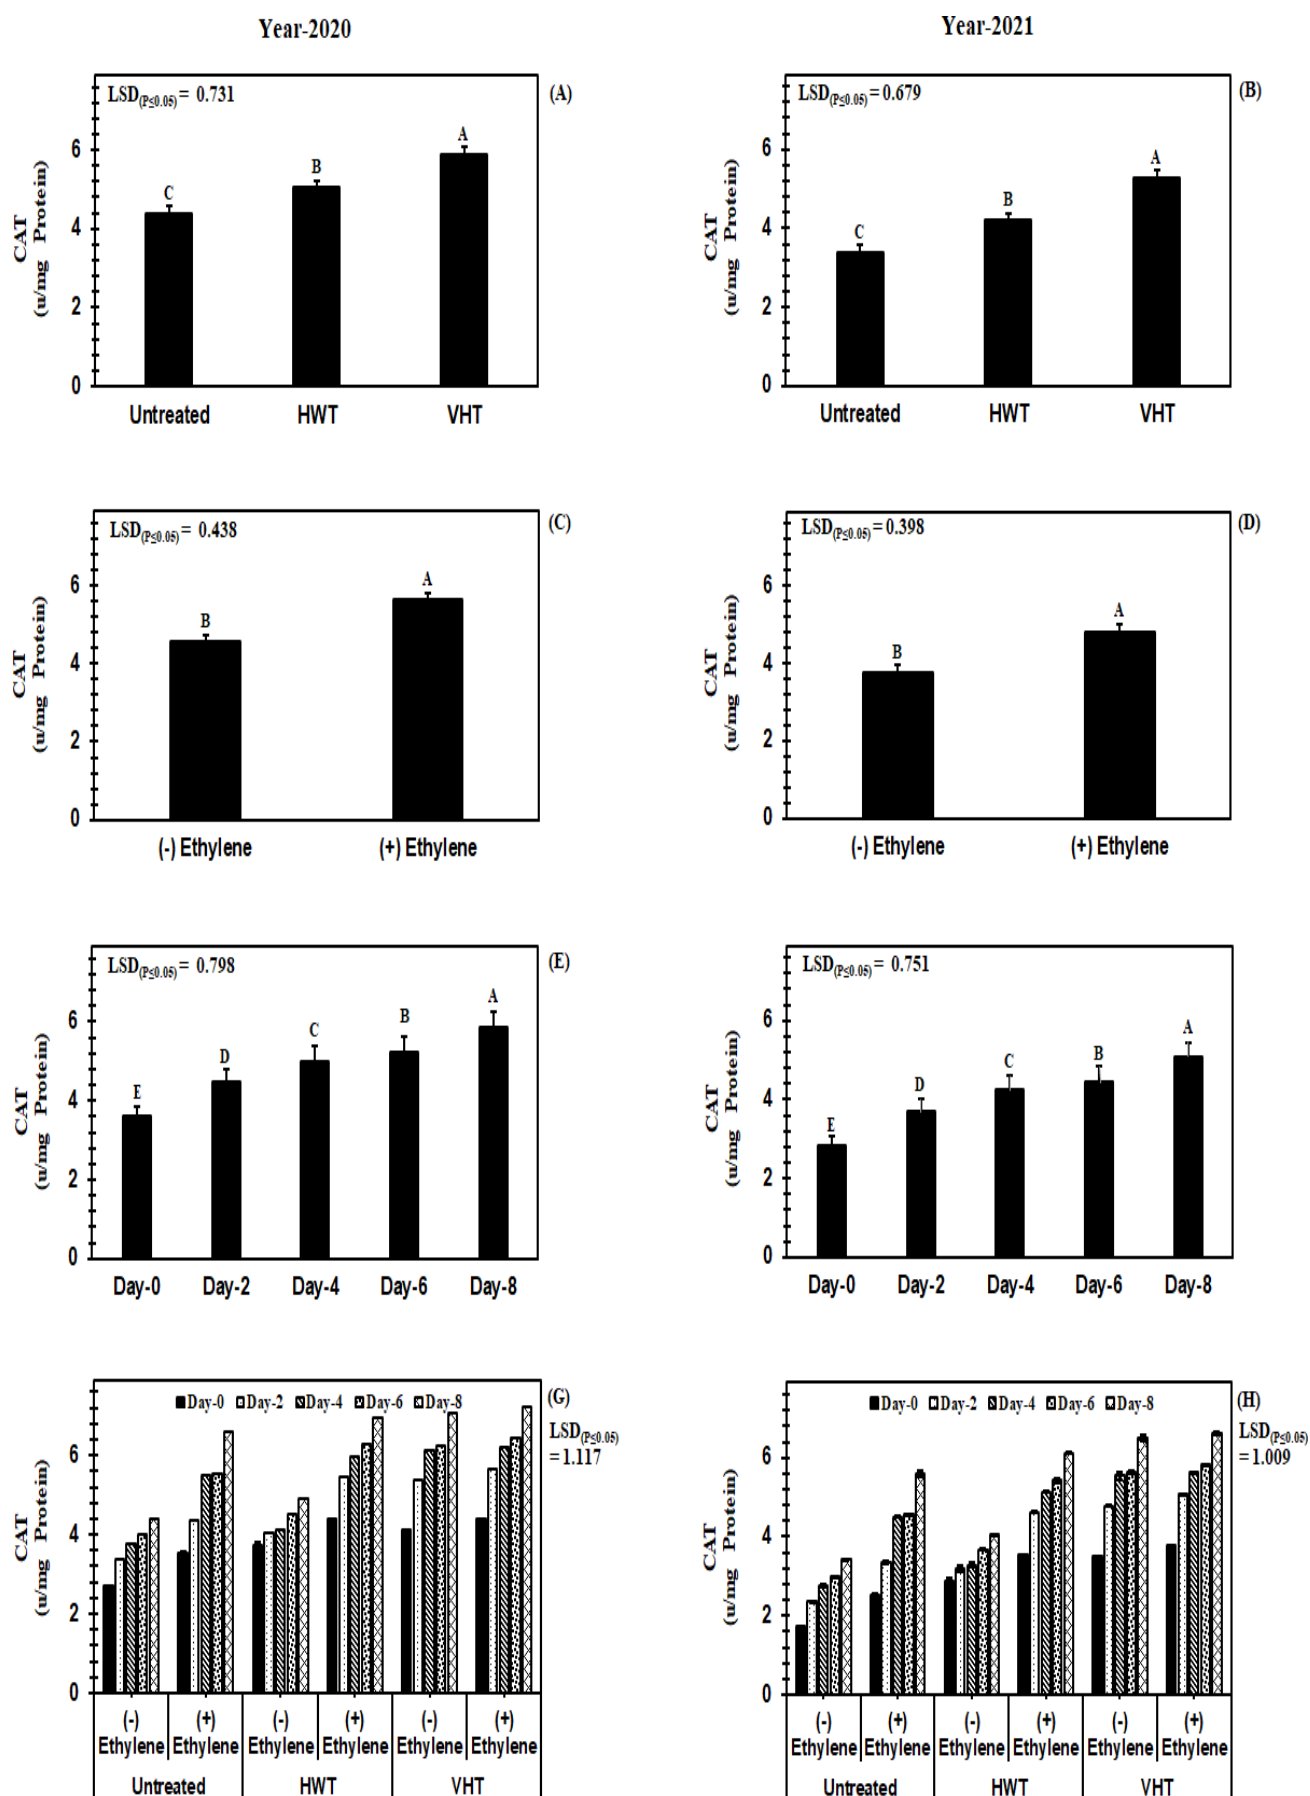 Year-2020
Year-2021
LSD(P≤0.05) = 0.731
(A)
CAT
(u/mg Protein)
6
4
2
0
C
B
A
Untreated HWT VHT
LSD(P≤0.05) = 0.679
(B)
CAT
(u/mg Protein)
6
4
2
0
C
B
A
Untreated HWT VHT
LSD(P≤0.05) = 0.438
(C)
CAT
(u/mg Protein)
6
4
2
0
B
A
(-) Ethylene (+) Ethylene
LSD(P≤0.05) = 0.398
(D)
CAT
(u/mg Protein)
6
4
2
0
B
A
(-) Ethylene (+) Ethylene
LSD(P≤0.05) = 0.798
(E)
CAT
(u/mg Protein)
6
4
2
0
E
D
C
B
A
Day-0 Day-2 Day-4 Day-6 Day-8
LSD(P≤0.05) = 0.751
CAT
(u/mg Protein)
6
4
2
0
E
D
C
B
A
Day-0 Day-2 Day-4 Day-6 Day-8
Day-0 Day-2 Day-4 Day-6 Day-8
(G)
LSD(P≤0.05)
=1.117
CAT
(u/mg Protein)
6
4
2
0
(-) (+) (-) (+) (-) (+)
Ethylene Ethylene Ethylene Ethylene Ethylene Ethylene
Untreated HWT VHT
Day-0 Day-2 Day-4 Day-6 Day-8
(H)
LSD(P≤0.05)
=1.009
CAT
(u/mg Protein)
6
4
2
0
(-) (+) (-) (+) (-) (+)
Ethylene Ethylene Ethylene Ethylene Ethylene Ethylene
Untreated HWT VHT